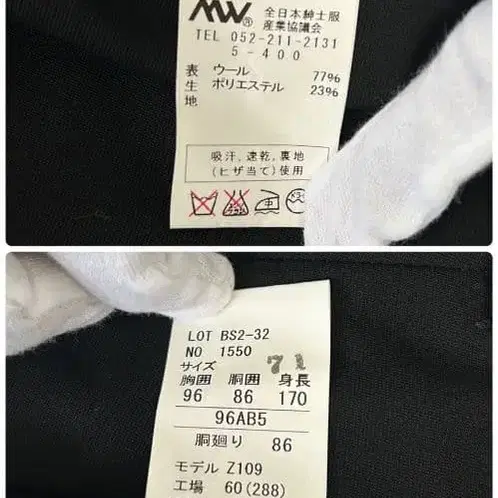 MW® 全日本紳士服
産業協議会
TEL 052-211-2131
5-400
表生地 ウール 77%
ポリエステル 23%
吸汗,速乾,裏地
(ヒザ当て)使用
LOT BS2-32
NO 1550
サイズ 71
胸囲 胴囲 身長
96 86 170
96AB5
胴廻り 86
モデル Z109
工場 60(288)